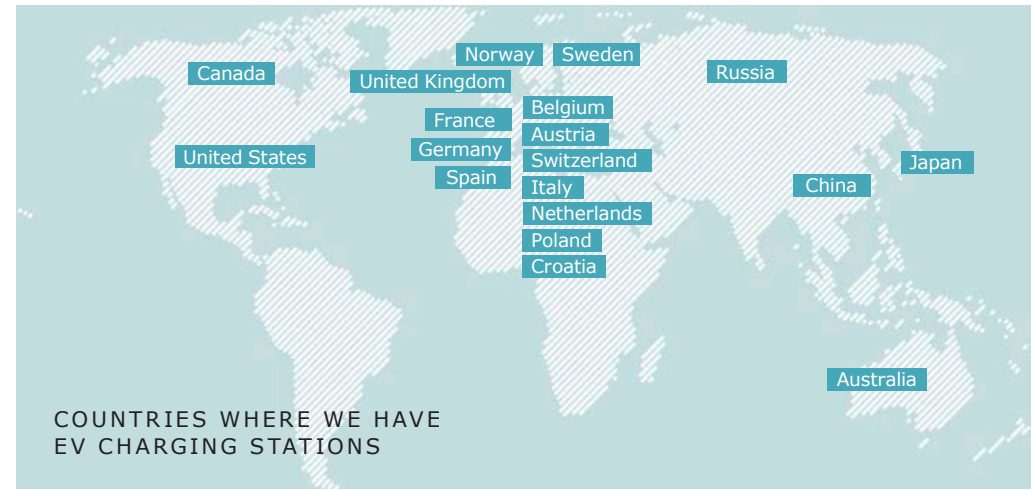 Norway
Sweden
Canada
Russia
United Kingdom
Belgium
France
Austria
Germany
United States
Switzerland
Japan
Spain
China
Italy
Netherlands
Poland
Croatia
Australia
COUNTRIES WHERE WE HAVE
EV CHARGING STATIONS